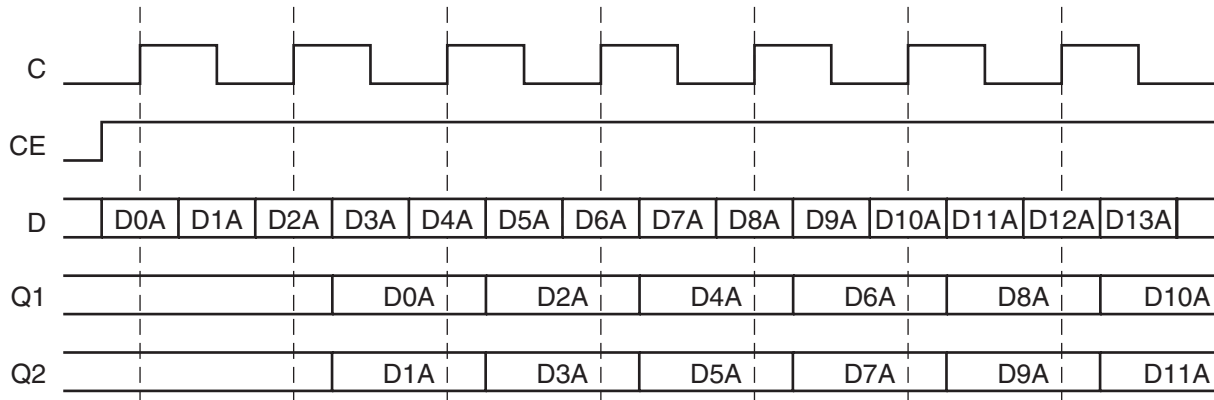 C
CE
D D0A D1A D2A D3A D4A D5A D6A D7A D8A D9A D10A D11A D12A D13A
Q1 D0A D2A D4A D6A D8A D10A
Q2 D1A D3A D5A D7A D9A D11A